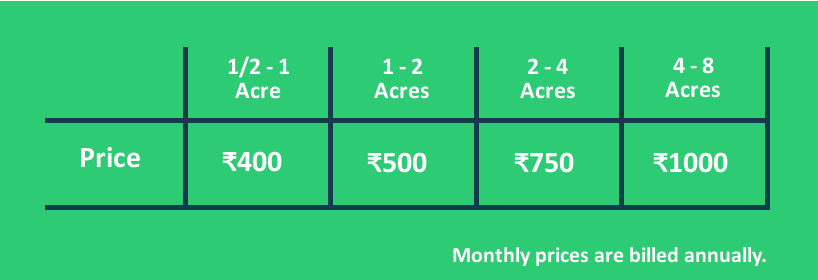 1/2 - 1 Acre
1 - 2 Acres
2 - 4 Acres
4 - 8 Acres
Price ₹400 ₹500 ₹750 ₹1000
Monthly prices are billed annually.